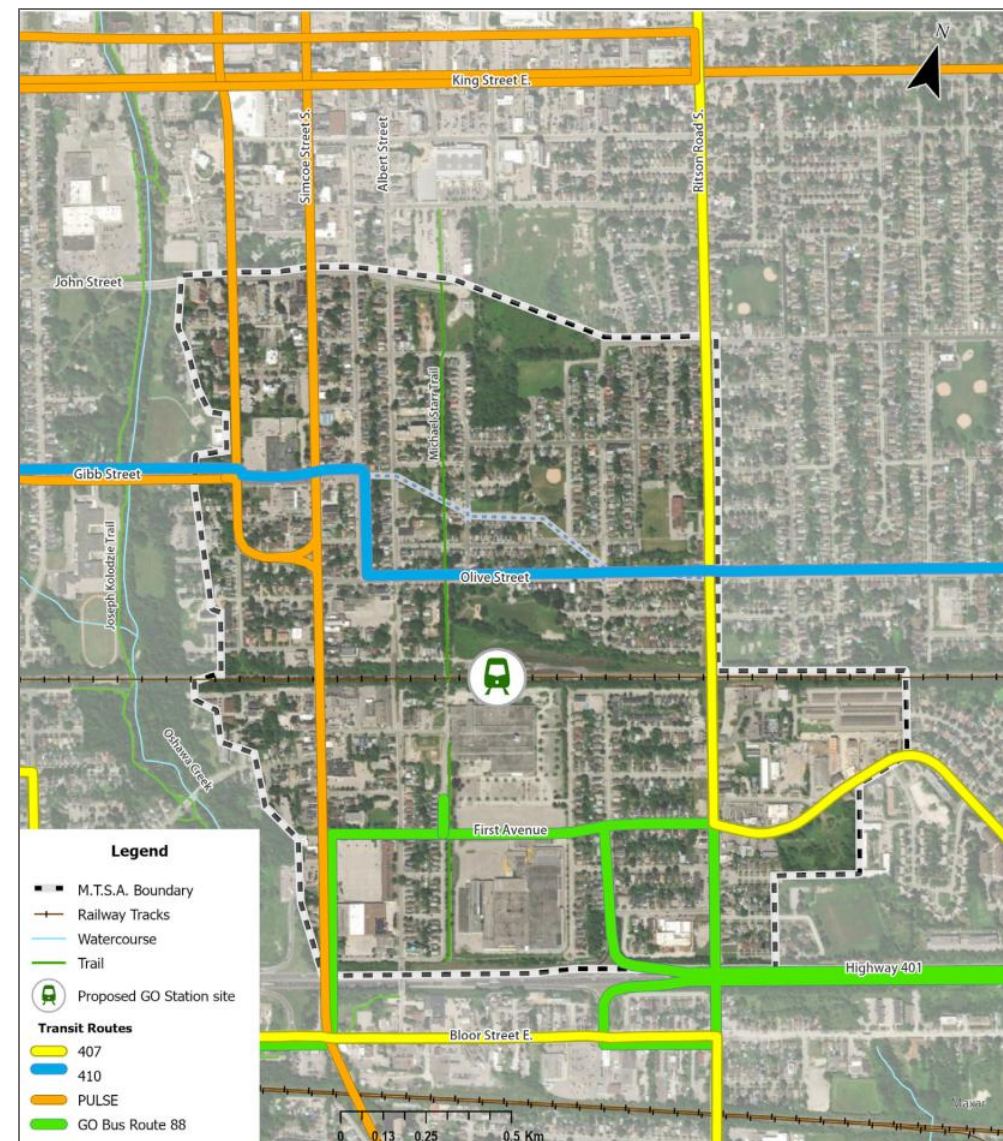 N
King Street E.
Simcoe Street S.
Albert Street
Ritson Road S.
John Street
Michael Starr Trail
Gibb Street
Joseph Kolodzie Trail
Olive Street
Oshawa Creek
First Avenue
Highway 401
Bloor Street E.
Maxar
Legend
M.T.S.A. Boundary
Railway Tracks
Watercourse
Trail
Proposed GO Station site
Transit Routes
407
410
PULSE
GO Bus Route 88
0 0.13 0.25 0.5 Km